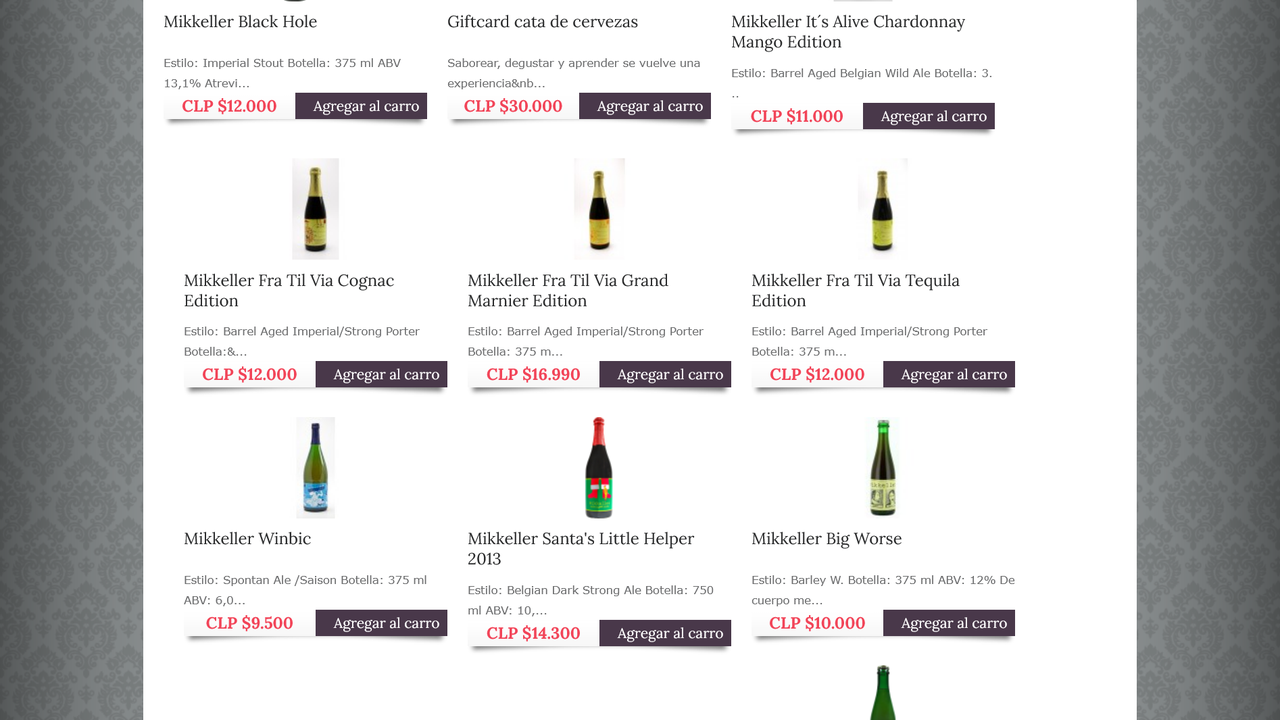 Mikkeller Black Hole
Estilo: Imperial Stout Botella: 375 ml ABV
13,1% Atrevi...
CLP $12.000
Agregar al carro
Giftcard cata de cervezas
Saborear, degustar y aprender se vuelve una
experiencia&nb...
CLP $30.000
Agregar al carro
Mikkeller It´s Alive Chardonnay
Mango Edition
Estilo: Barrel Aged Belgian Wild Ale Botella: 3.
..
CLP $11.000
Agregar al carro
Mikkeller Fra Til Via Cognac
Edition
Estilo: Barrel Aged Imperial/Strong Porter
Botella:&...
CLP $12.000
Agregar al carro
Mikkeller Fra Til Via Grand
Marnier Edition
Estilo: Barrel Aged Imperial/Strong Porter
Botella: 375 m...
CLP $16.990
Agregar al carro
Mikkeller Fra Til Via Tequila
Edition
Estilo: Barrel Aged Imperial/Strong Porter
Botella: 375 m...
CLP $12.000
Agregar al carro
Mikkeller Winbic
Estilo: Spontan Ale /Saison Botella: 375 ml
ABV: 6,0...
CLP $9.500
Agregar al carro
Mikkeller Santa's Little Helper
2013
Estilo: Belgian Dark Strong Ale Botella: 750
ml ABV: 10,...
CLP $14.300
Agregar al carro
Mikkeller Big Worse
Estilo: Barley W. Botella: 375 ml ABV: 12% De
cuerpo me...
CLP $10.000
Agregar al carro